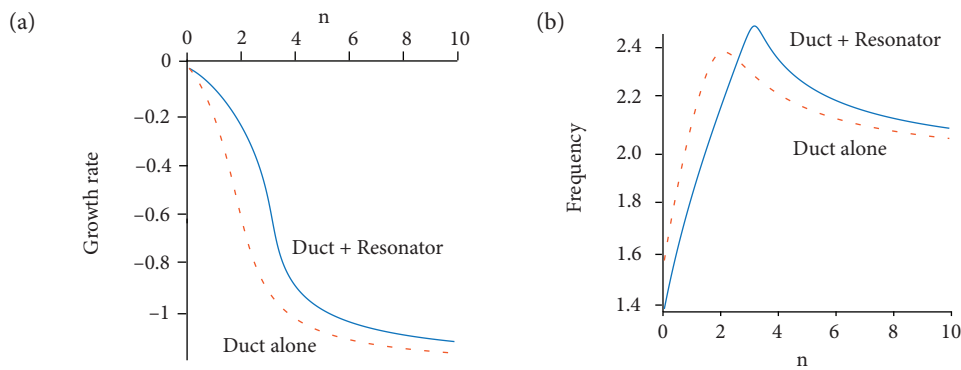 (a)
n
0 2 4 6 8 10
0
−0.2
−0.4
−0.6
−0.8
−1
Growth rate
Duct + Resonator
Duct alone
(b)
2.4
2.2
2.0
1.8
1.6
1.4
Frequency
Duct + Resonator
Duct alone
0 2 4 6 8 10
n